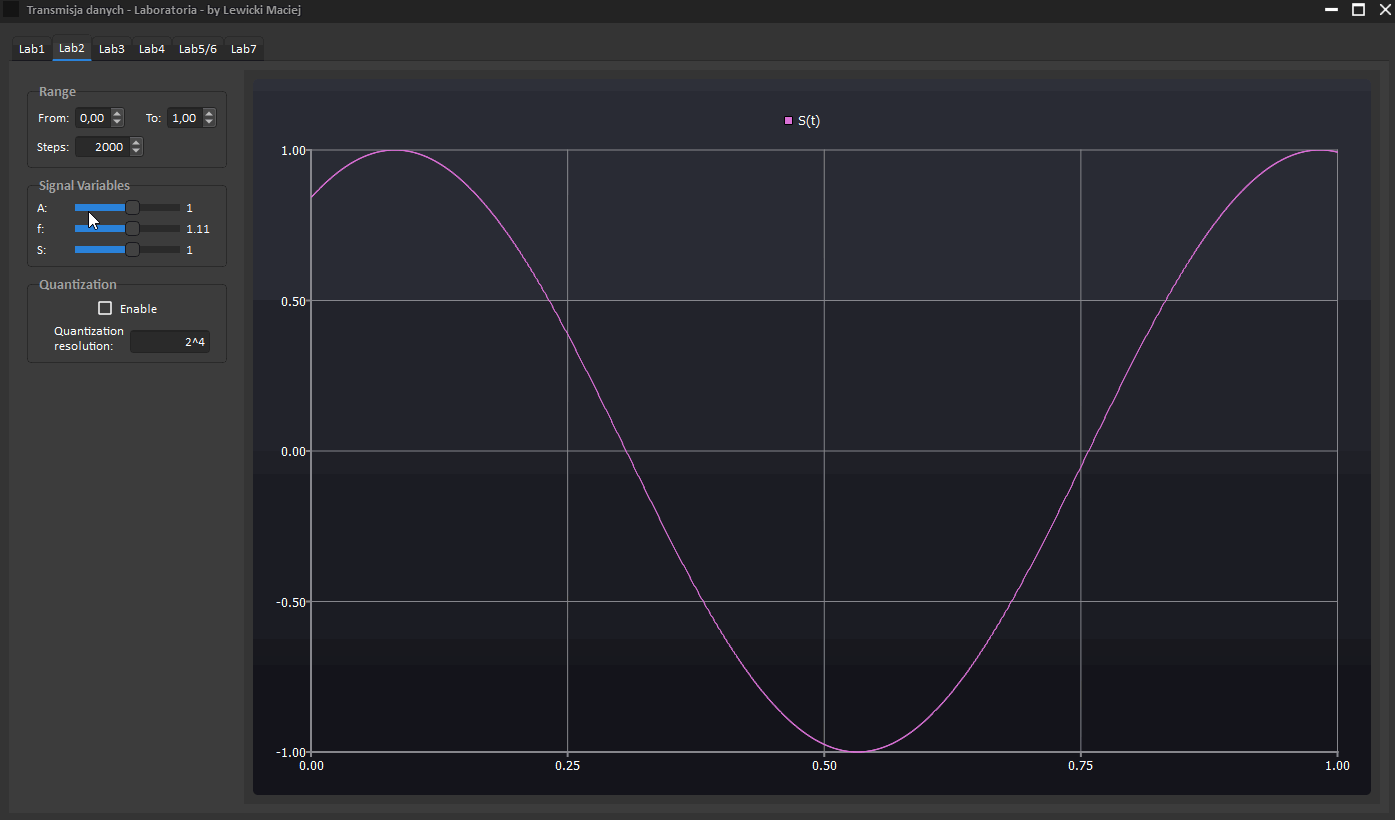 Transmisja danych - Laboratoria - by Lewicki Maciej
Lab1 Lab2 Lab3 Lab4 Lab5/6 Lab7
Range
From: 0,00 To: 1,00
Steps: 2000
Signal Variables
A: 1
f: 1.11
S: 1
Quantization
Enable
Quantization
resolution: 2^4
S(t)
1.00
0.50
0.00
-0.50
-1.00
0.00 0.25 0.50 0.75 1.00